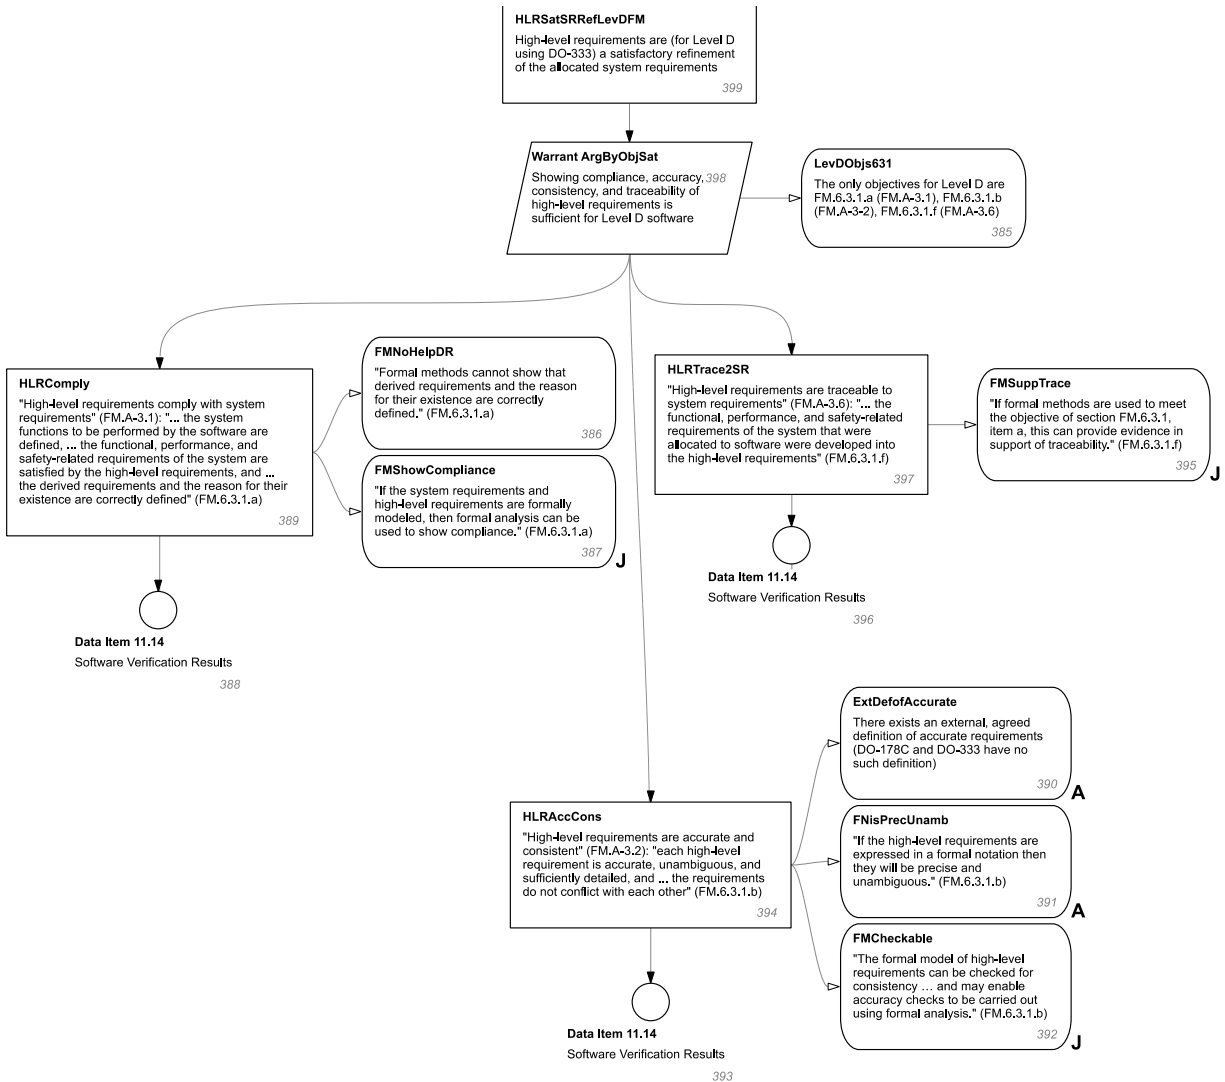 HLRSatSRRefLevDFM
High-level requirements are (for Level D
using DO-333) a satisfactory refinement
of the allocated system requirements
399
Warrant ArgByObjSat
Showing compliance, accuracy,
398
consistency, and traceability of
high-level requirements is
sufficient for Level D software
LevDObjs631
The only objectives for Level D are
FM.6.3.1.a (FM.A-3.1), FM.6.3.1.b
(FM.A-3-2), FM.6.3.1.f (FM.A-3.6)
385
HLRComply
"High-level requirements comply with system
requirements" (FM.A-3.1): "... the system
functions to be performed by the software are
defined, ... the functional, performance, and
safety-related requirements of the system are
satisfied by the high-level requirements, and ...
the derived requirements and the reason for their
existence are correctly defined" (FM.6.3.1.a)
389
FMNoHelpDR
"Formal methods cannot show that
derived requirements and the reason
for their existence are correctly
defined." (FM.6.3.1.a)
386
FMShowCompliance
"If the system requirements and
high-level requirements are formally
modeled, then formal analysis can be
used to show compliance." (FM.6.3.1.a)
387
J
HLRTrace2SR
"High-level requirements are traceable to
system requirements" (FM.A-3.6): "... the
functional, performance, and safety-related
requirements of the system that were
allocated to software were developed into
the high-level requirements" (FM.6.3.1.f)
397
FMSuppTrace
"If formal methods are used to meet
the objective of section FM.6.3.1,
item a, this can provide evidence in
support of traceability." (FM.6.3.1.f)
395
J
Data Item 11.14
Software Verification Results
388
Data Item 11.14
Software Verification Results
396
HLRAccCons
"High-level requirements are accurate and
consistent" (FM.A-3.2): "each high-level
requirement is accurate, unambiguous, and
sufficiently detailed, and ... the requirements
do not conflict with each other" (FM.6.3.1.b)
394
ExtDefofAccurate
There exists an external, agreed
definition of accurate requirements
(DO-178C and DO-333 have no
such definition)
390
A
FNisPrecUnamb
"If the high-level requirements are
expressed in a formal notation then
they will be precise and
unambiguous." (FM.6.3.1.b)
391
A
FMCheckable
"The formal model of high-level
requirements can be checked for
consistency ... and may enable
accuracy checks to be carried out
using formal analysis." (FM.6.3.1.b)
392
J
Data Item 11.14
Software Verification Results
393